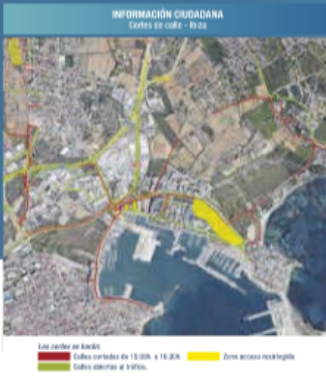 INFORMACIÓN CIUDADANA
Cortes de calle - Ibiza
Los cortes se harán:
Calles cortadas de 15:00h. a 18:30h.
Zona acceso restringido
Calles abiertas al tráfico.